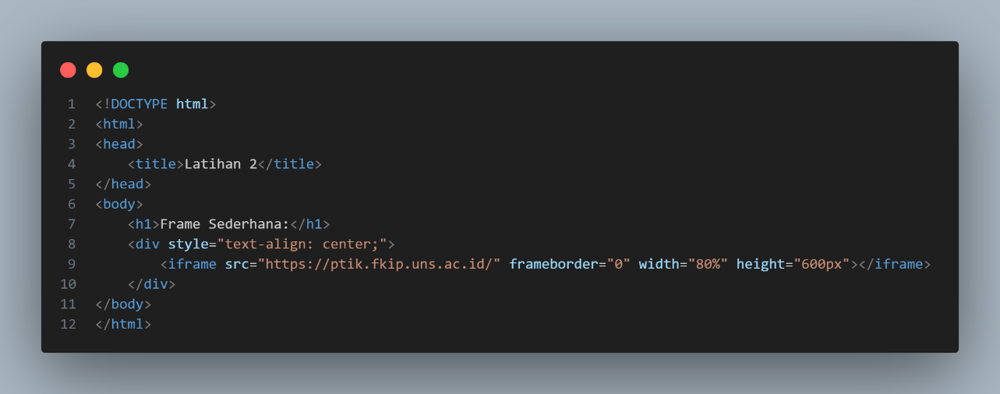 1 <!DOCTYPE html>
2 <html>
3 <head>
4     <title>Latihan 2</title>
5 </head>
6 <body>
7     <h1>Frame Sederhana:</h1>
8     <div style="text-align: center;">
9         <iframe src="https://ptik.fkip.uns.ac.id/" frameborder="0" width="80%" height="600px"></iframe>
10     </div>
11 </body>
12 </html>